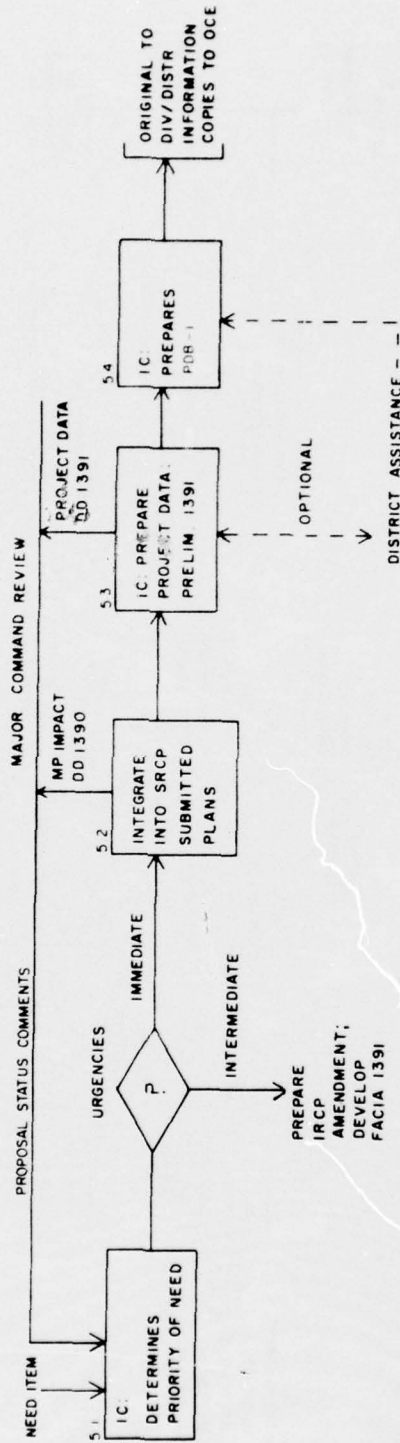 NEED ITEM
PROPOSAL STATUS COMMENTS
MAJOR COMMAND REVIEW
5.1
IC:
DETERMINES
PRIORITY OF NEED
URGENCIES
?
IMMEDIATE
INTERMEDIATE
PREPARE
IRCP
AMENDMENT;
DEVELOP
FACIA 1391
MP IMPACT
DD 1390
5.2
INTEGRATE
INTO SRCP
SUBMITTED
PLANS
PROJECT DATA
DD 1391
5.3
IC: PREPARE
PROJECT DATA:
PRELIM. 1391
5.4
IC:
PREPARES
PDB-1
ORIGINAL TO
DIV/DISTR
INFORMATION
COPIES TO OCE
OPTIONAL
DISTRICT ASSISTANCE